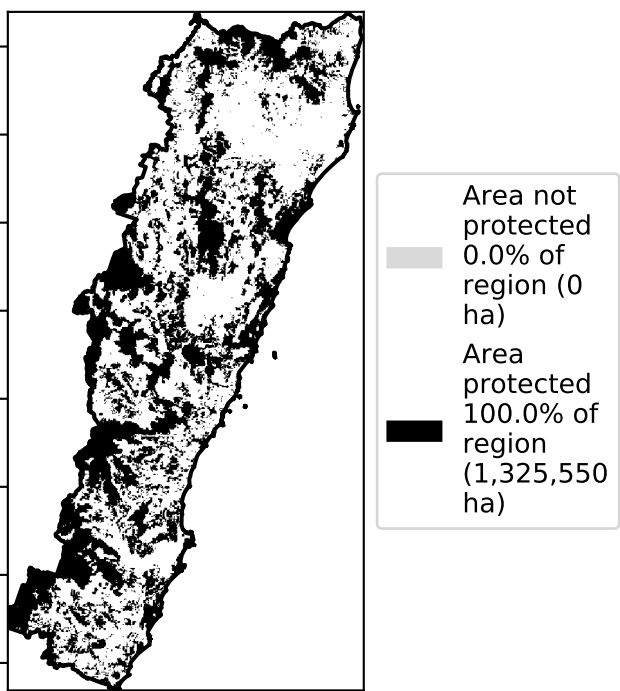 Area not
protected
0.0% of
region (0
ha)
Area
protected
100.0% of
region
(1,325,550
ha)